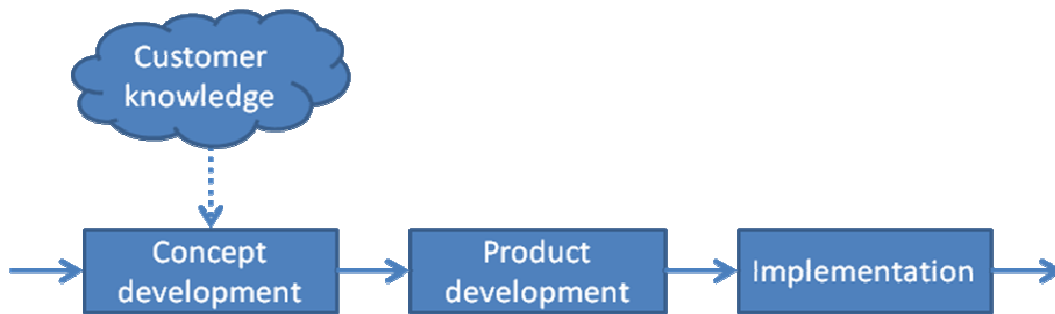 Customer
knowledge
Concept
development
Product
development
Implementation